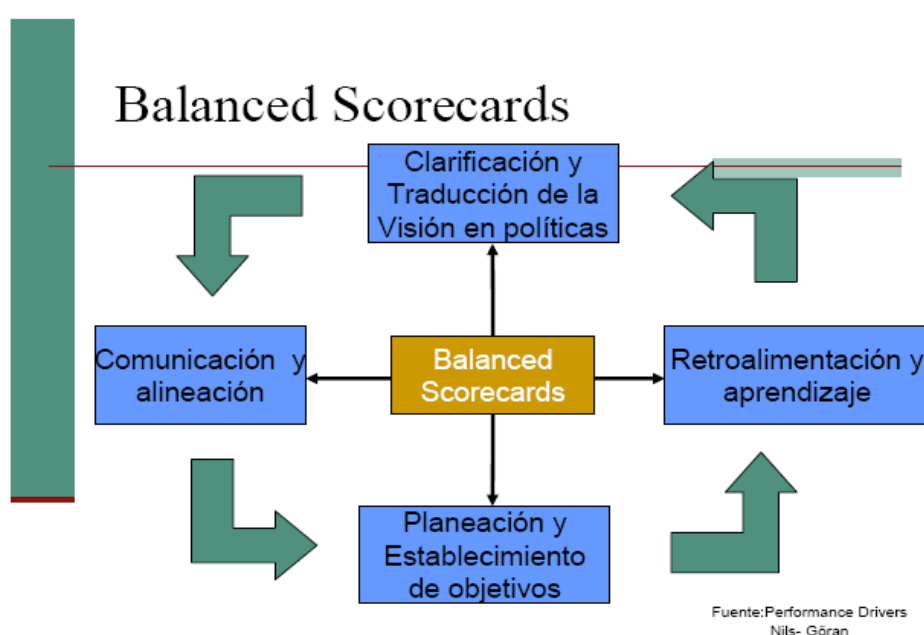 Balanced Scorecards
Clarificación y
Traducción de la
Visión en políticas
Comunicación y
alineación
Balanced
Scorecards
Retroalimentación y
aprendizaje
Planeación y
Establecimiento
de objetivos
Fuente:Performance Drivers
Nils- Göran